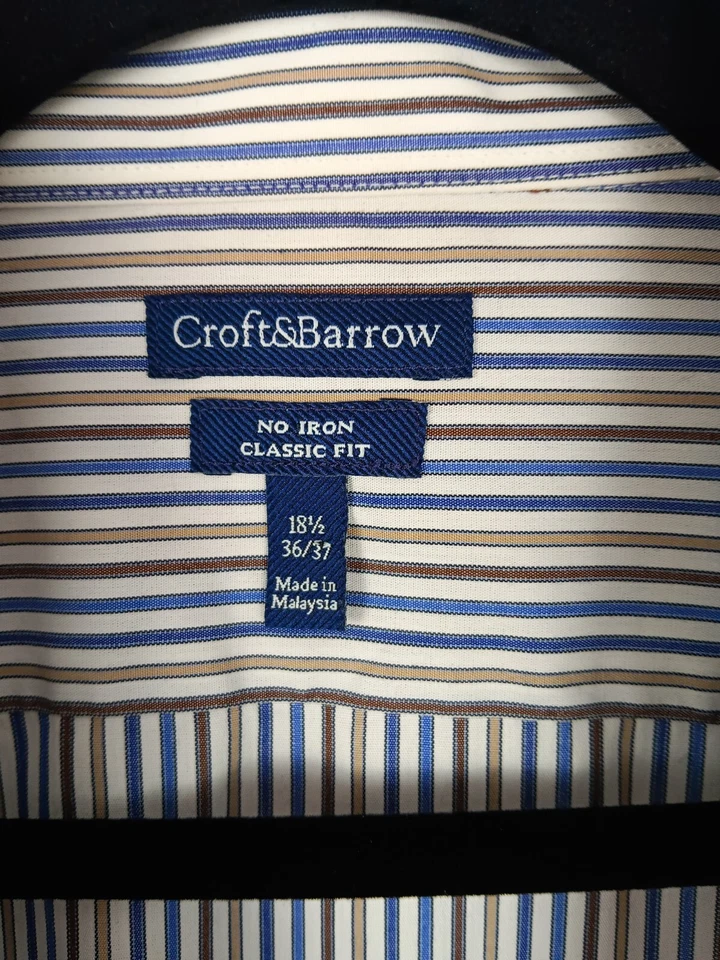 Croft&Barrow
NO IRON
CLASSIC FIT
18½
36/37
Made in
Malaysia